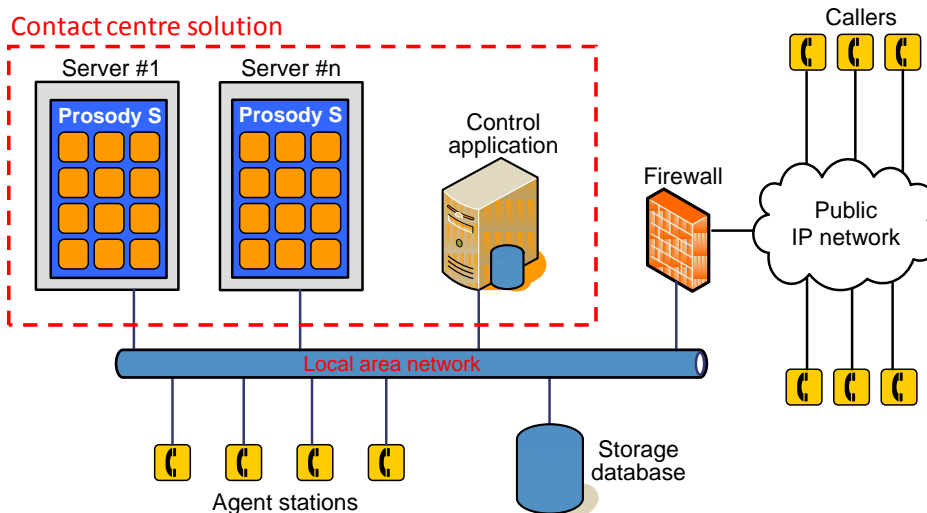 Contact centre solution
Callers
Server #1
Server #n
Prosody S
Prosody S
Control
application
Firewall
Public
IP network
Local area network
Storage
database
Agent stations